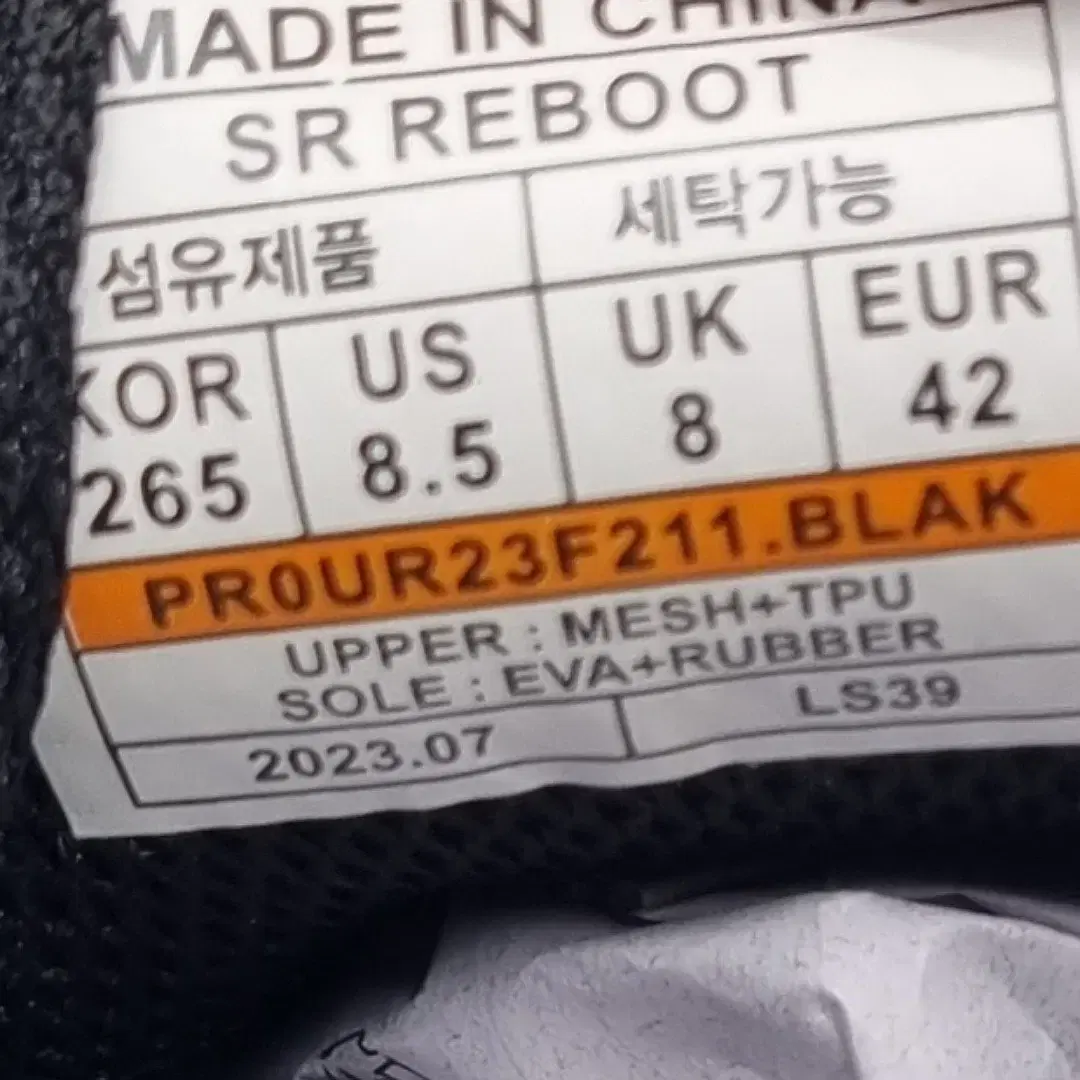 MADE IN CHINA
SR REBOOT
섬유제품 세탁가능
KOR US UK EUR
265 8.5 8 42
PR0UR23F211.BLAK
UPPER : MESH+TPU
SOLE : EVA+RUBBER
2023.07 LS39